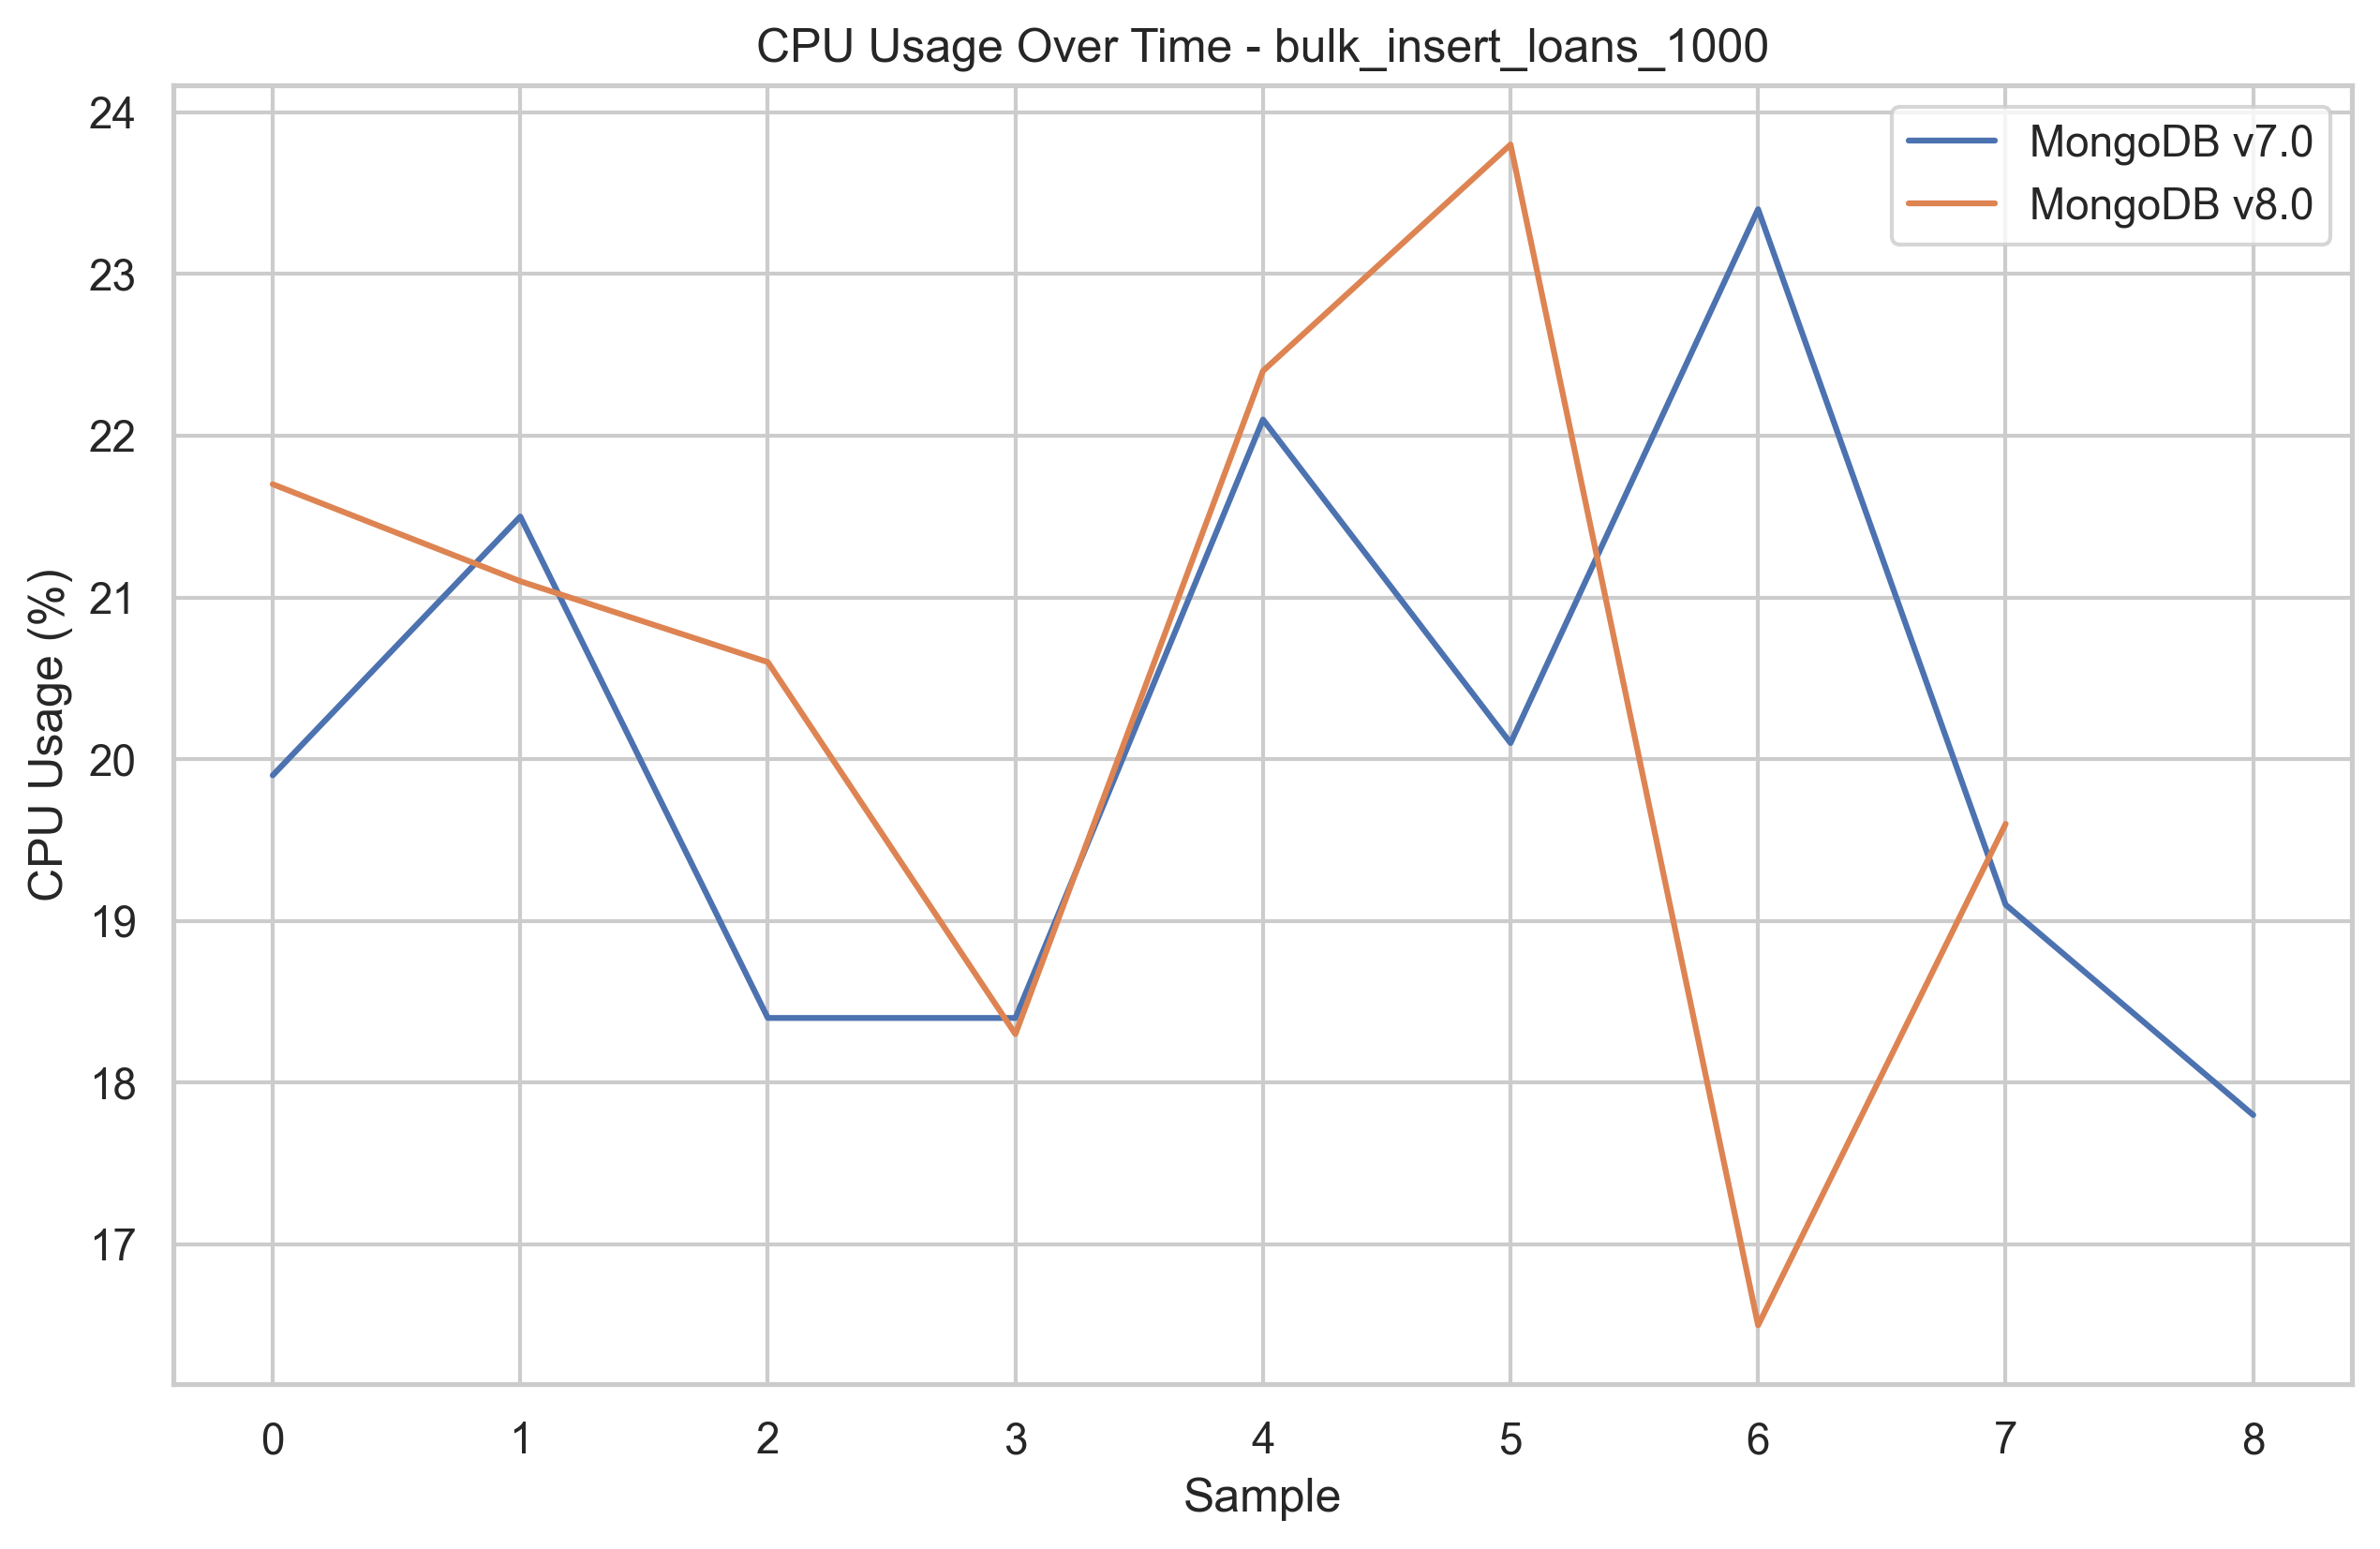 CPU Usage Over Time - bulk_insert_loans_1000
MongoDB v7.0
MongoDB v8.0
CPU Usage (%)
24
23
22
21
20
19
18
17
0 1 2 3 4 5 6 7 8
Sample